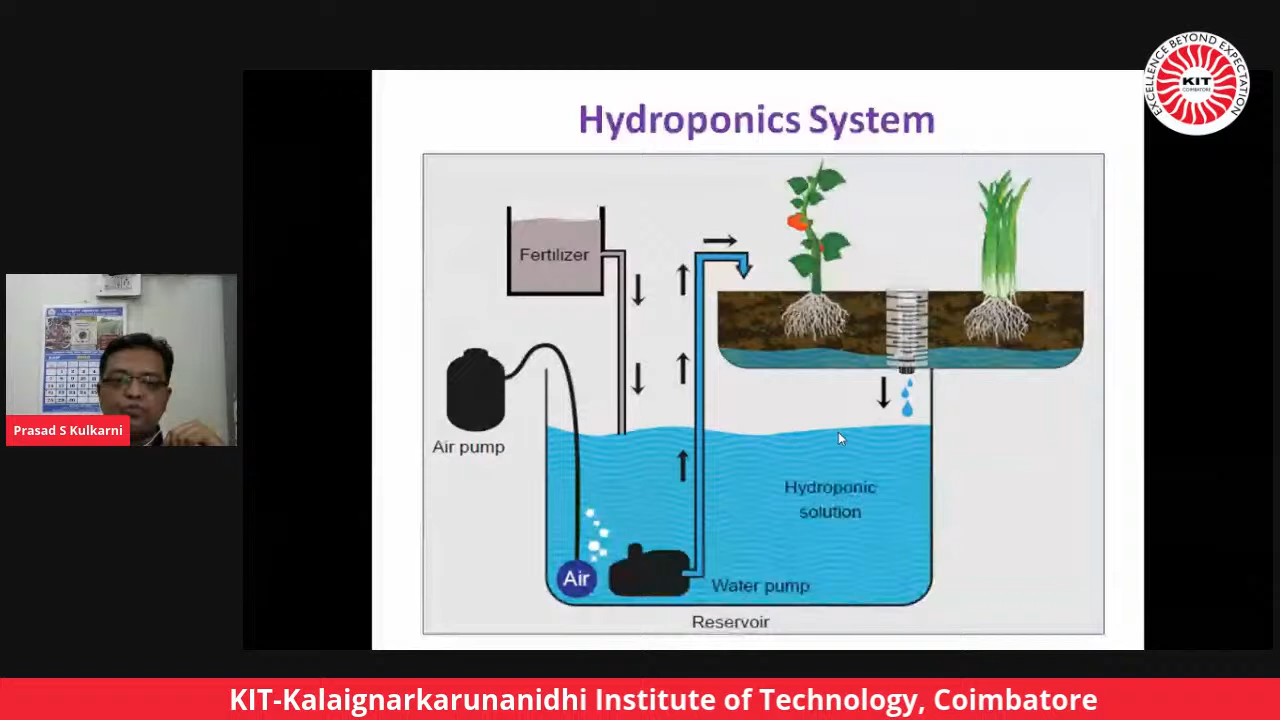 EXCELLENCE BEYOND EXPECTATION
KIT
COIMBATORE
Hydroponics System
Fertilizer
Air pump
Hydroponic
solution
Air
Water pump
Reservoir
Prasad S Kulkarni
KIT-Kalaignarkarunanidhi Institute of Technology, Coimbatore